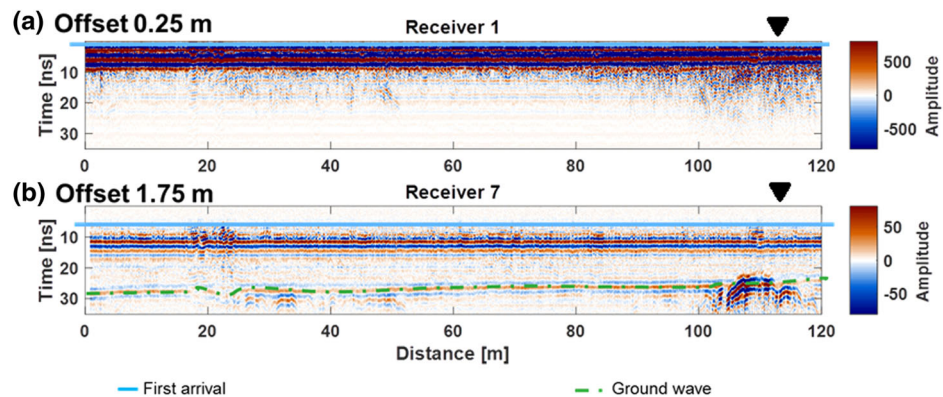 (a) Offset 0.25 m
Receiver 1
Time [ns]
10
20
30
0 20 40 60 80 100 120
500
0
-500
Amplitude
(b) Offset 1.75 m
Receiver 7
Time [ns]
10
20
30
0 20 40 60 80 100 120
Distance [m]
50
0
-50
Amplitude
First arrival
Ground wave